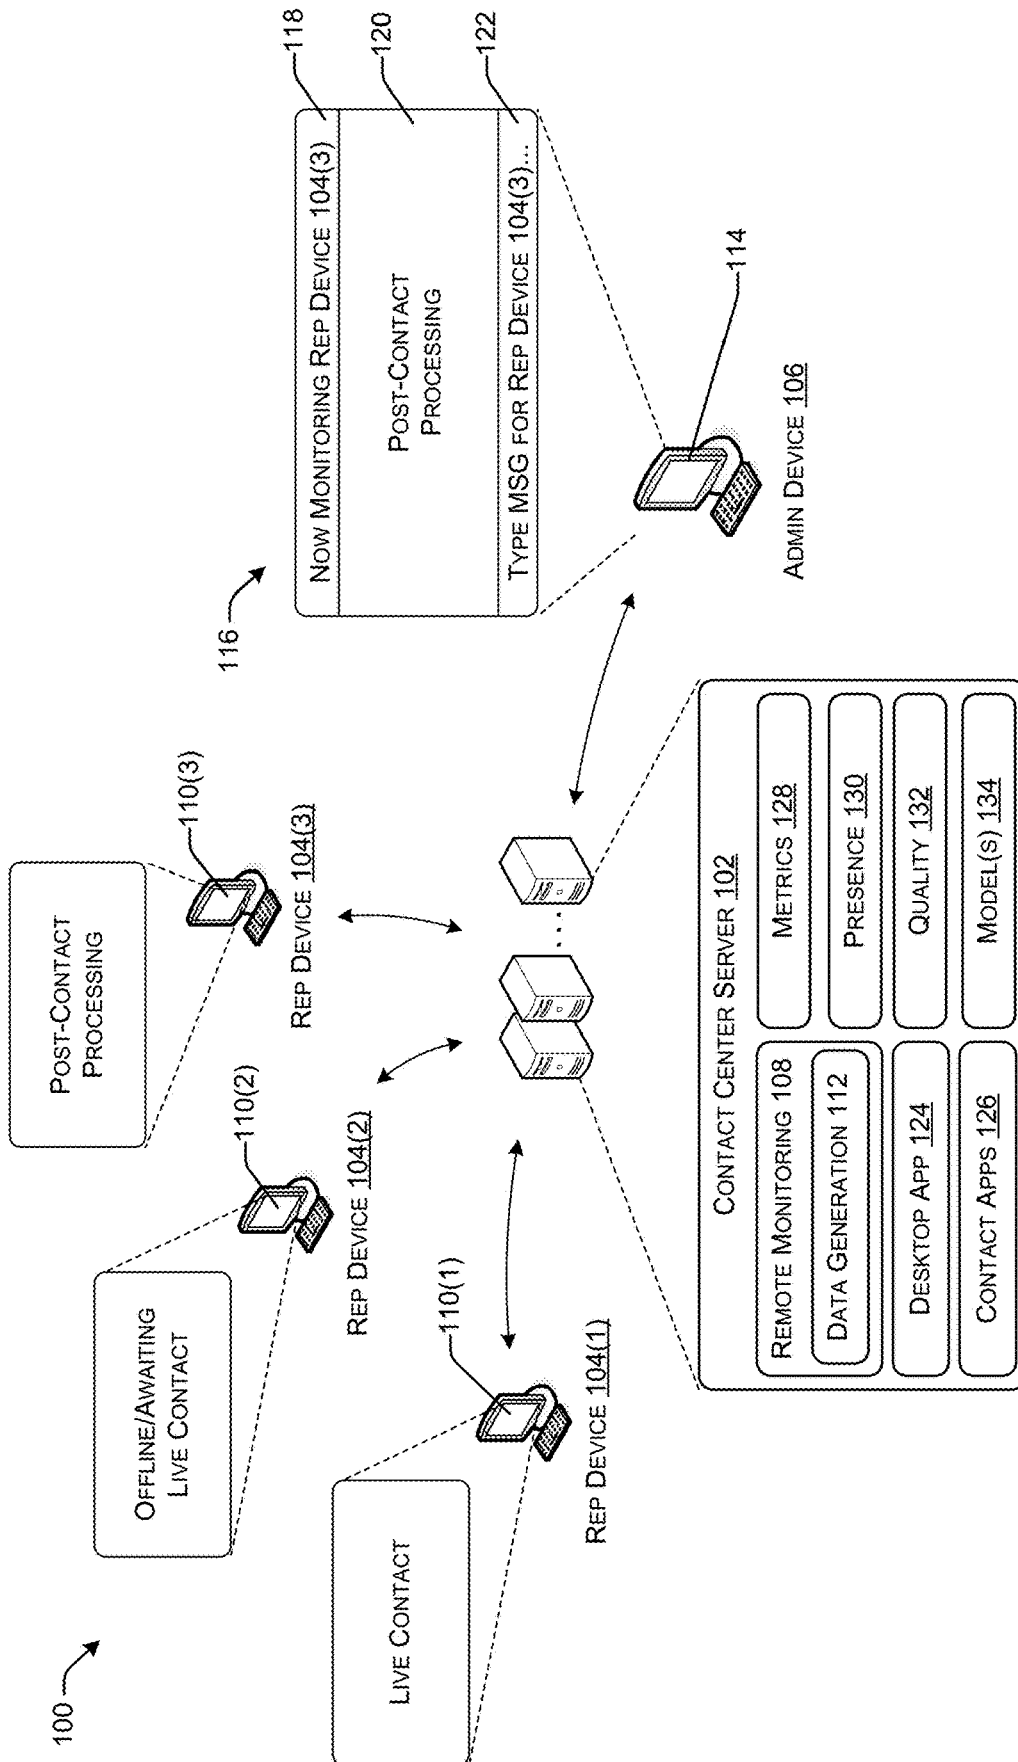 100
LIVE CONTACT
110(1)
REP DEVICE 104(1)
OFFLINE/AWAITING
LIVE CONTACT
110(2)
REP DEVICE 104(2)
POST-CONTACT
PROCESSING
110(3)
REP DEVICE 104(3)
116
NOW MONITORING REP DEVICE 104(3)
118
POST-CONTACT
PROCESSING
120
TYPE MSG FOR REP DEVICE 104(3)...
122
114
ADMIN DEVICE 106
CONTACT CENTER SERVER 102
REMOTE MONITORING 108
DATA GENERATION 112
DESKTOP APP 124
CONTACT APPS 126
METRICS 128
PRESENCE 130
QUALITY 132
MODEL(S) 134